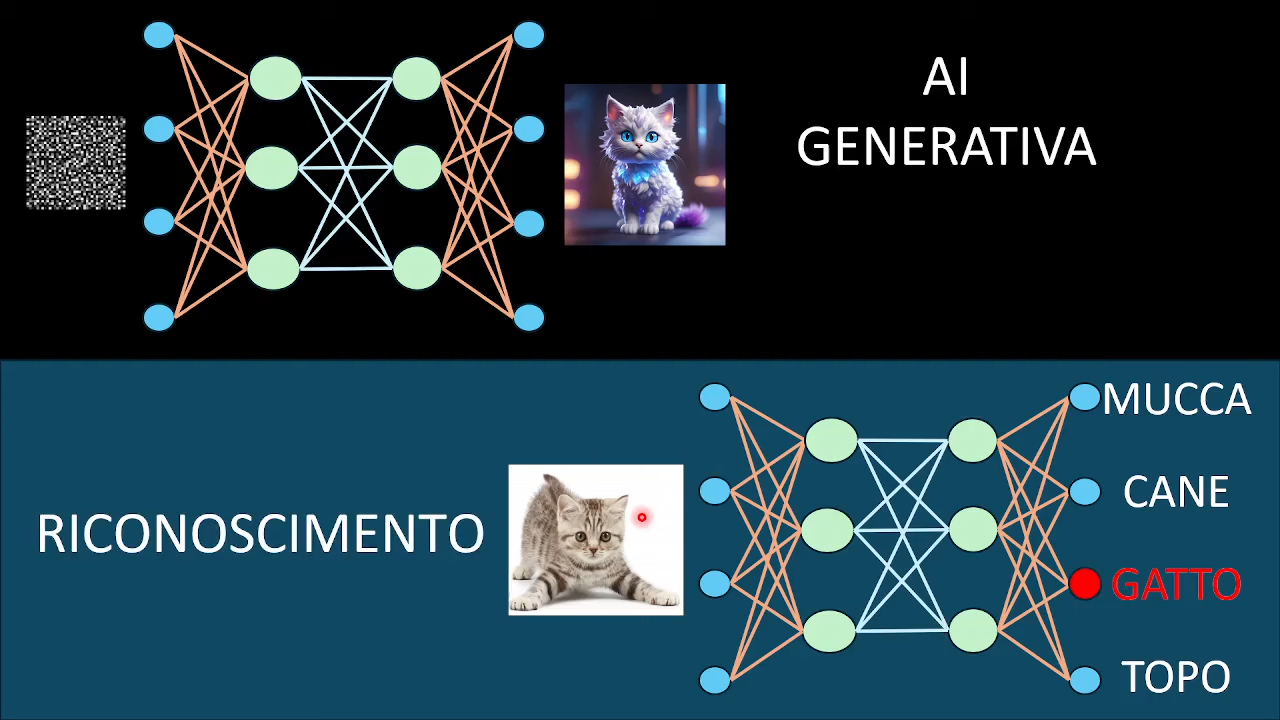 AI
GENERATIVA
RICONOSCIMENTO
MUCCA
CANE
GATTO
TOPO